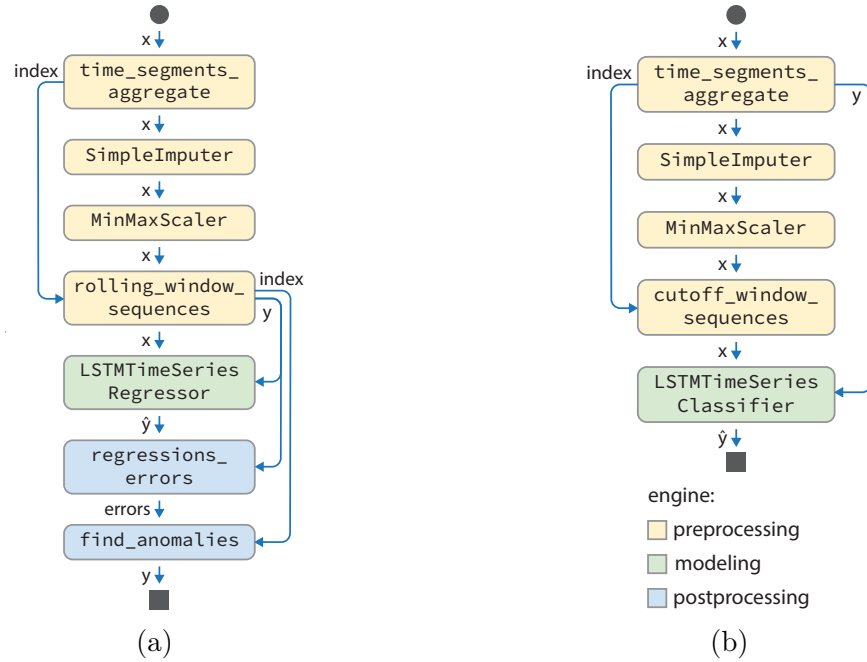 x
index
time_segments_
aggregate
x
SimpleImputer
x
MinMaxScaler
x
rolling_window_
sequences
index
y
x
LSTMTimeSeries
Regressor
ŷ
regressions_
errors
errors
find_anomalies
y
(a)
x
index
time_segments_
aggregate
y
x
SimpleImputer
x
MinMaxScaler
x
cutoff_window_
sequences
x
LSTMTimeSeries
Classifier
ŷ
engine:
preprocessing
modeling
postprocessing
(b)